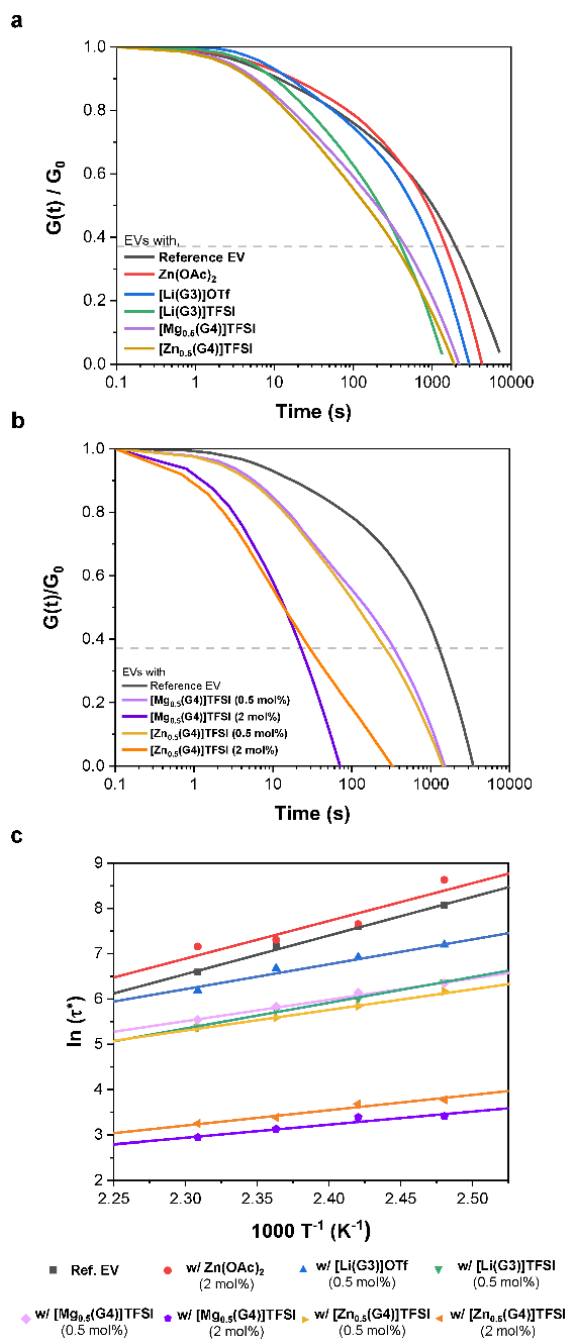 a
1.0
0.8
0.6
0.4
0.2
0.0
G(t) / G0
EVs with,
Reference EV
Zn(OAc)2
[Li(G3)]OTf
[Li(G3)]TFSI
[Mg0.5(G4)]TFSI
[Zn0.5(G4)]TFSI
0.1 1 10 100 1000 10000
Time (s)
b
1.0
0.8
0.6
0.4
0.2
0.0
G(t)/G0
EVs with
Reference EV
[Mg0.5(G4)]TFSI (0.5 mol%)
[Mg0.5(G4)]TFSI (2 mol%)
[Zn0.5(G4)]TFSI (0.5 mol%)
[Zn0.5(G4)]TFSI (2 mol%)
0.1 1 10 100 1000 10000
Time (s)
c
9
8
7
6
5
4
3
2
ln (τ*)
2.25 2.30 2.35 2.40 2.45 2.50
1000 T-1 (K-1)
Ref. EV w/ Zn(OAc)2 w/ [Li(G3)]OTf w/ [Li(G3)]TFSI
(2 mol%) (0.5 mol%) (0.5 mol%)
w/ [Mg0.5(G4)]TFSI w/ [Mg0.5(G4)]TFSI w/ [Zn0.5(G4)]TFSI w/ [Zn0.5(G4)]TFSI
(0.5 mol%) (2 mol%) (0.5 mol%) (2 mol%)